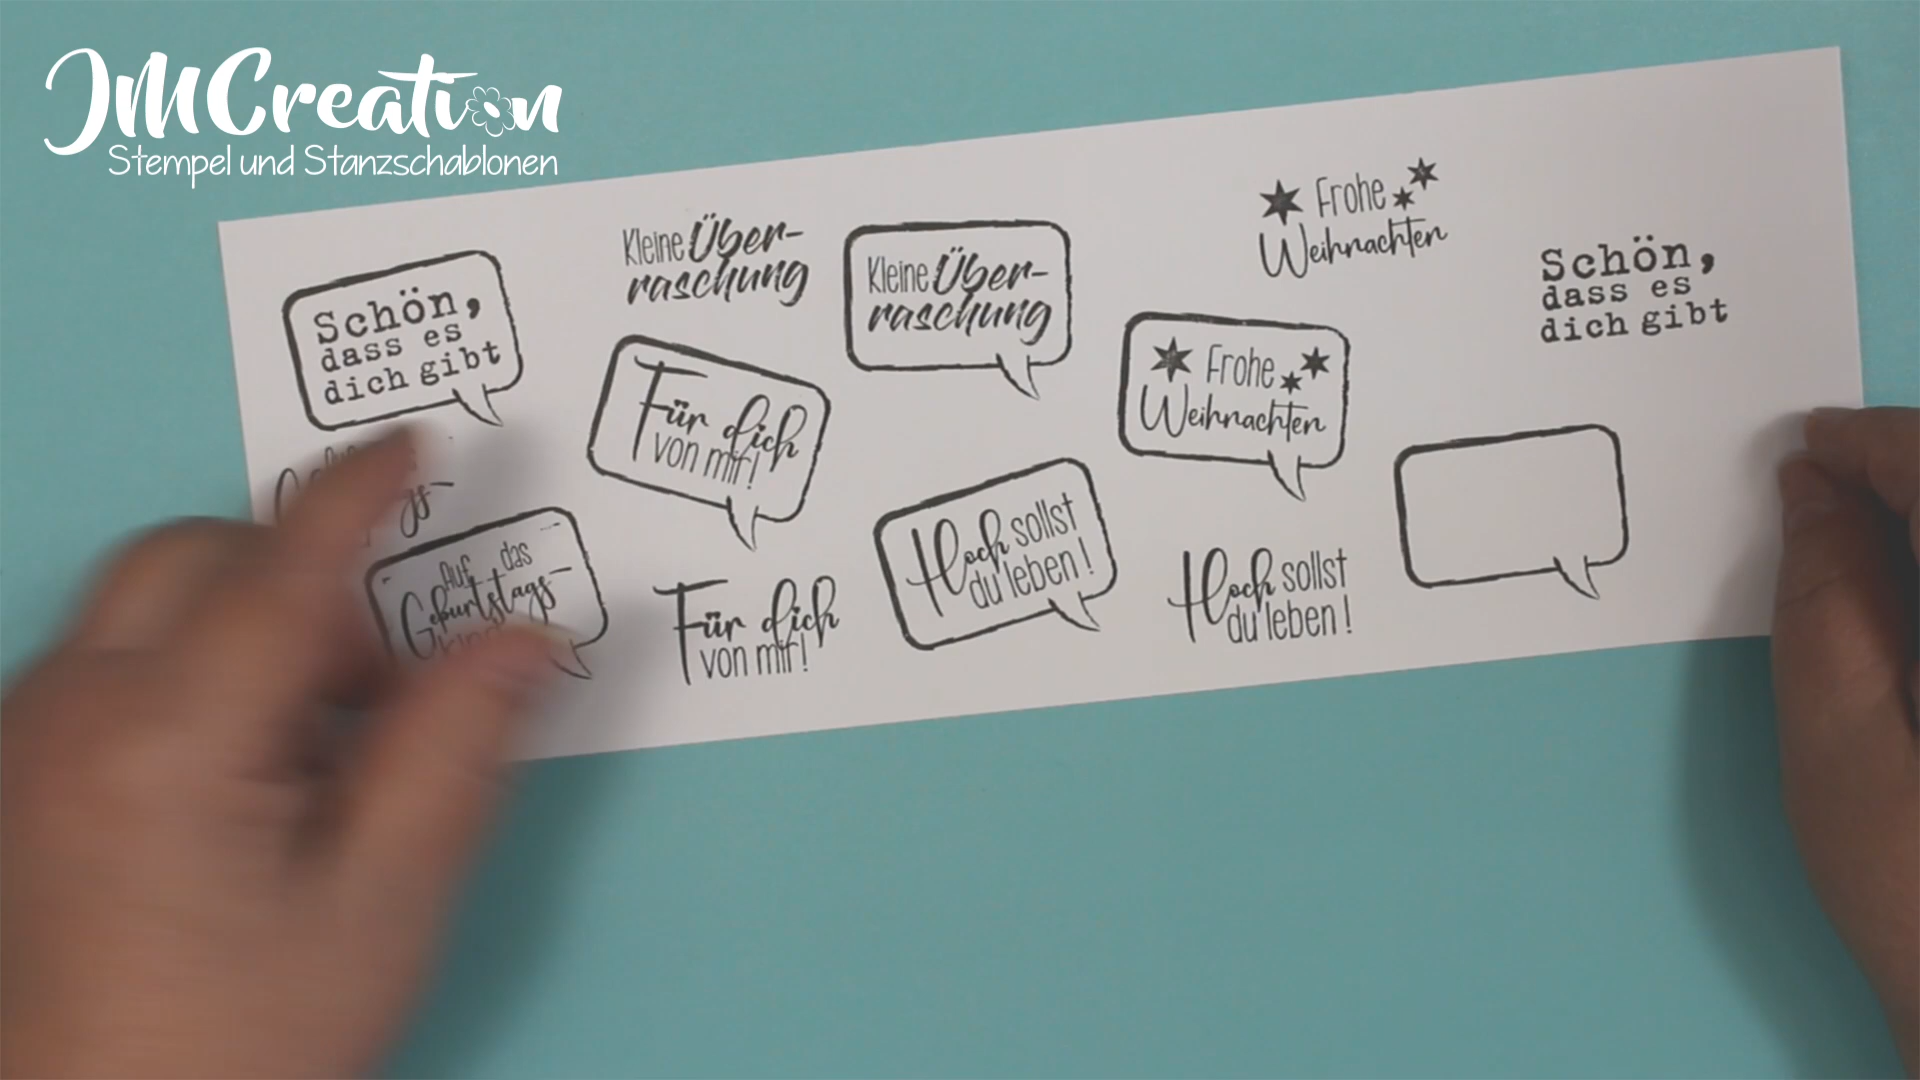 JMCreation
Stempel und Stanzschablonen
Schön,
dass es
dich gibt
Kleine Über-
raschung
Kleine Über-
raschung
Frohe
Weihnachten
Schön,
dass es
dich gibt
Für dich
von mir!
Frohe
Weihnachten
Auf das
Geburtstags-
Für dich
von mir!
Hoch sollst
du leben!
Hoch sollst
du leben!